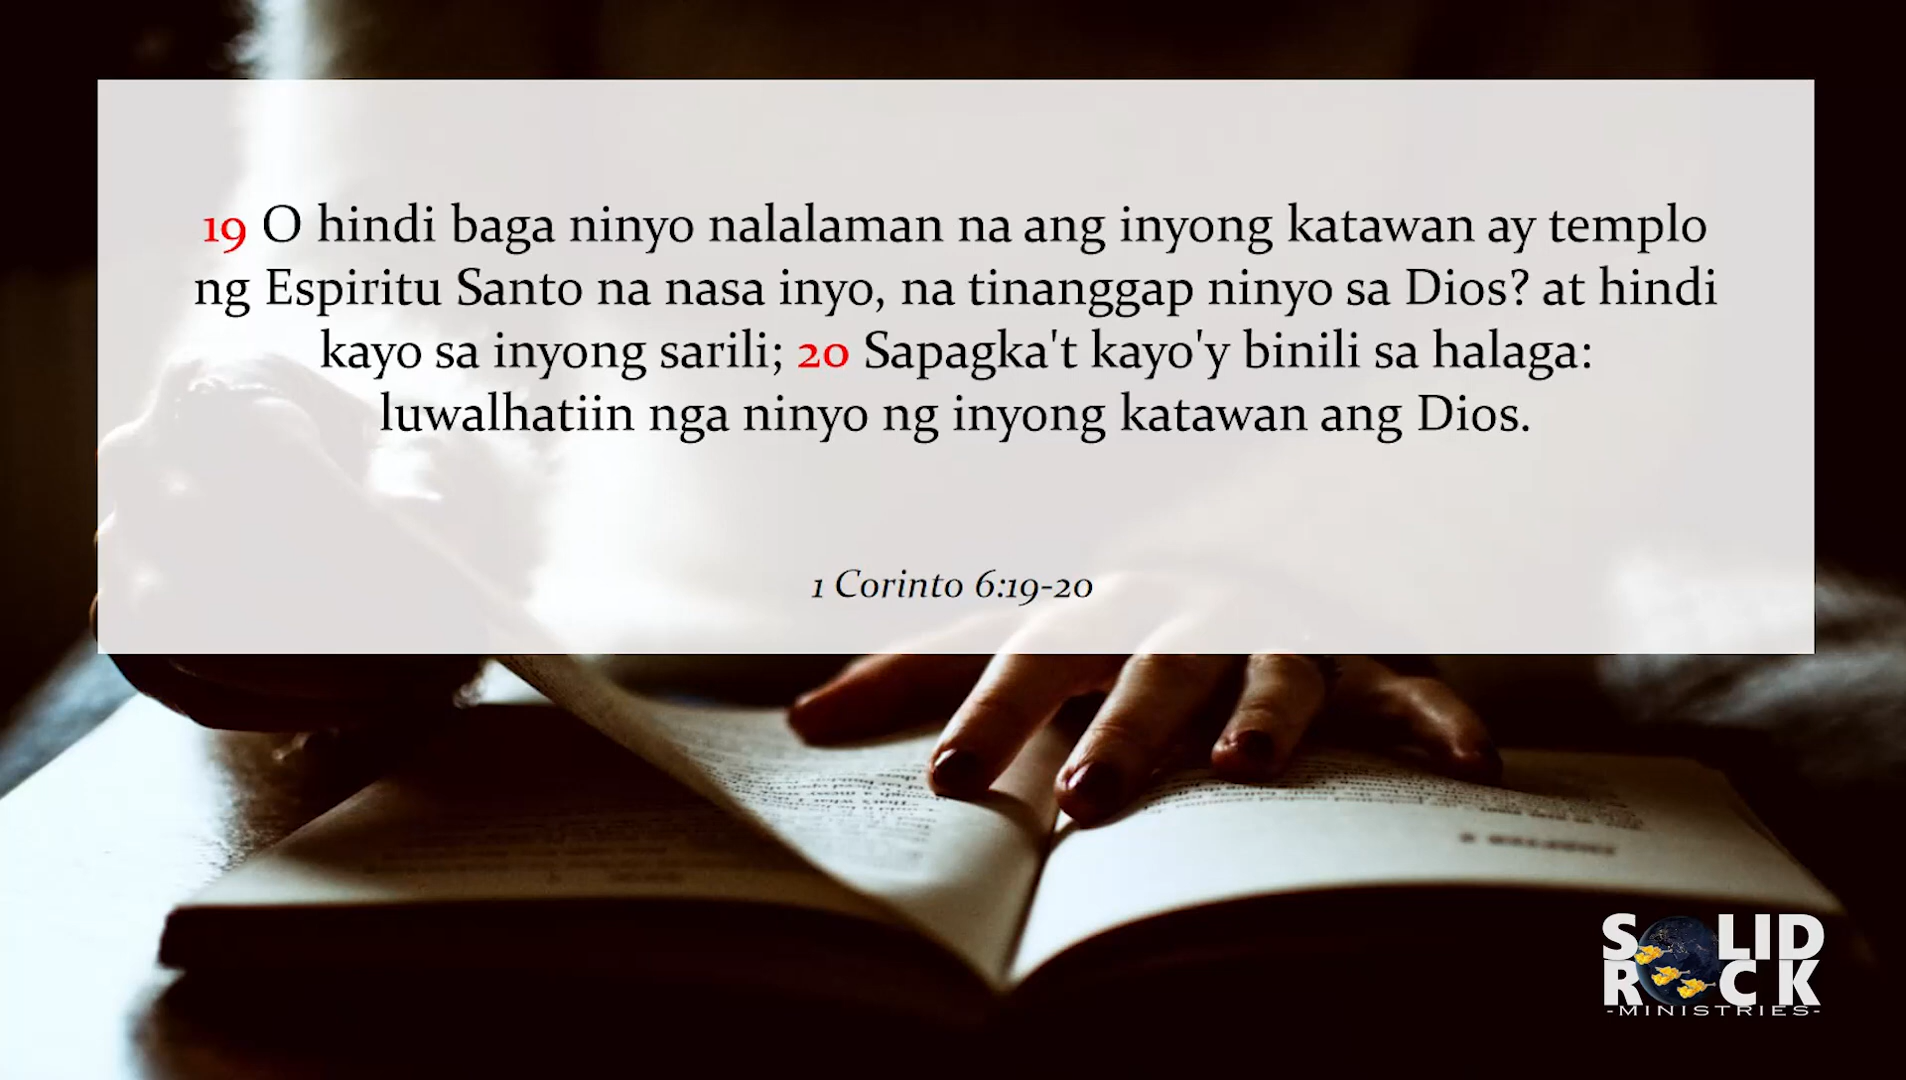 19 O hindi baga ninyo nalalaman na ang inyong katawan ay templo
ng Espiritu Santo na nasa inyo, na tinanggap ninyo sa Dios? at hindi
kayo sa inyong sarili; 20 Sapagka't kayo'y binili sa halaga:
luwalhatiin nga ninyo ng inyong katawan ang Dios.
1 Corinto 6:19-20
SOLID
ROCK
-MINISTRIES-